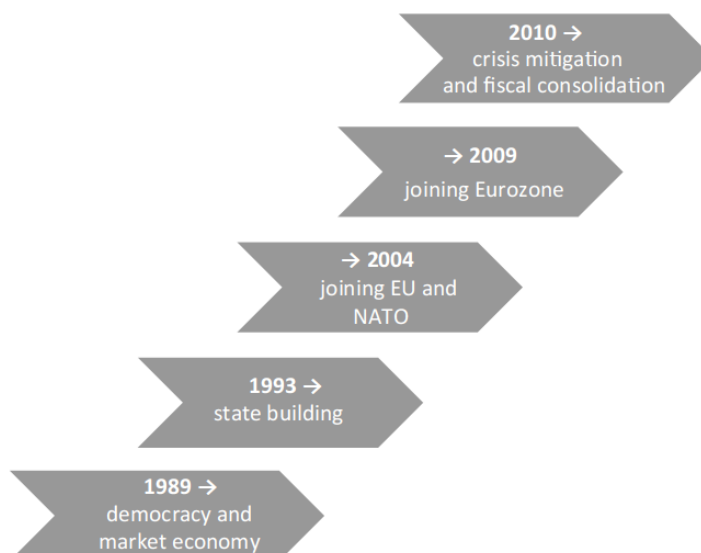 2010 →
crisis mitigation
and fiscal consolidation
→ 2009
joining Eurozone
→ 2004
joining EU and
NATO
1993 →
state building
1989 →
democracy and
market economy